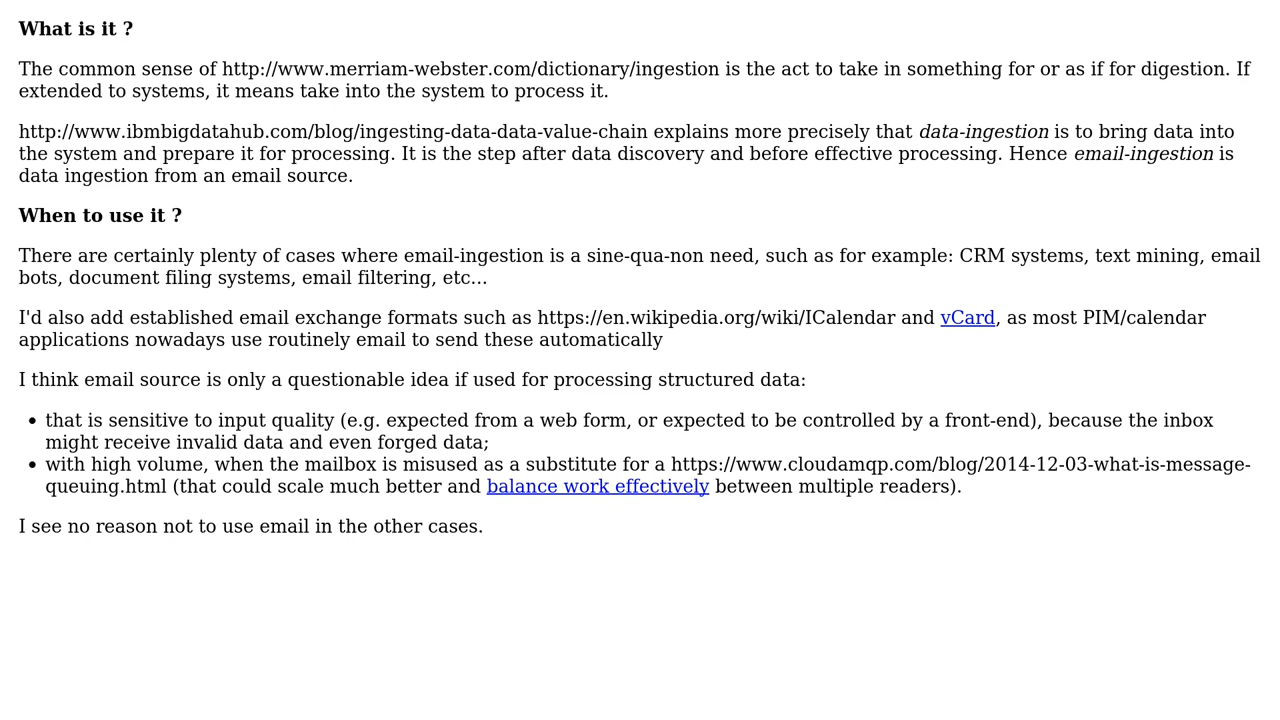 What is it ?
The common sense of http://www.merriam-webster.com/dictionary/ingestion is the act to take in something for or as if for digestion. If
extended to systems, it means take into the system to process it.
http://www.ibmbigdatahub.com/blog/ingesting-data-data-value-chain explains more precisely that data-ingestion is to bring data into
the system and prepare it for processing. It is the step after data discovery and before effective processing. Hence email-ingestion is
data ingestion from an email source.
When to use it ?
There are certainly plenty of cases where email-ingestion is a sine-qua-non need, such as for example: CRM systems, text mining, email
bots, document filing systems, email filtering, etc...
I'd also add established email exchange formats such as https://en.wikipedia.org/wiki/ICalendar and vCard, as most PIM/calendar
applications nowadays use routinely email to send these automatically
I think email source is only a questionable idea if used for processing structured data:
• that is sensitive to input quality (e.g. expected from a web form, or expected to be controlled by a front-end), because the inbox
might receive invalid data and even forged data;
• with high volume, when the mailbox is misused as a substitute for a https://www.cloudamqp.com/blog/2014-12-03-what-is-message-
queuing.html (that could scale much better and balance work effectively between multiple readers).
I see no reason not to use email in the other cases.